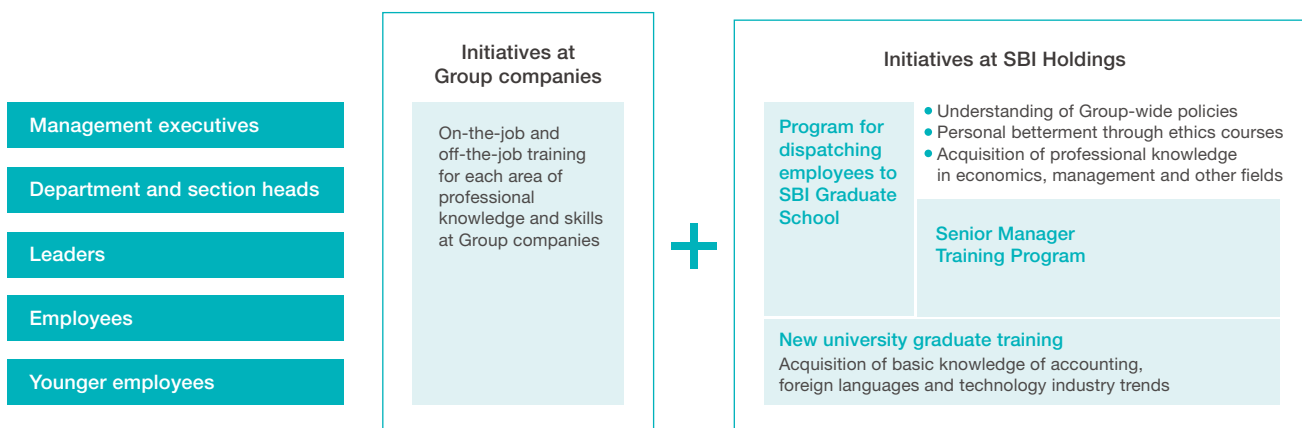 Management executives
Department and section heads
Leaders
Employees
Younger employees
Initiatives at
Group companies
On-the-job and
off-the-job training
for each area of
professional
knowledge and skills
at Group companies
+
Initiatives at SBI Holdings
Program for
dispatching
employees to
SBI Graduate
School
• Understanding of Group-wide policies
• Personal betterment through ethics courses
• Acquisition of professional knowledge
in economics, management and other fields
Senior Manager
Training Program
New university graduate training
Acquisition of basic knowledge of accounting,
foreign languages and technology industry trends